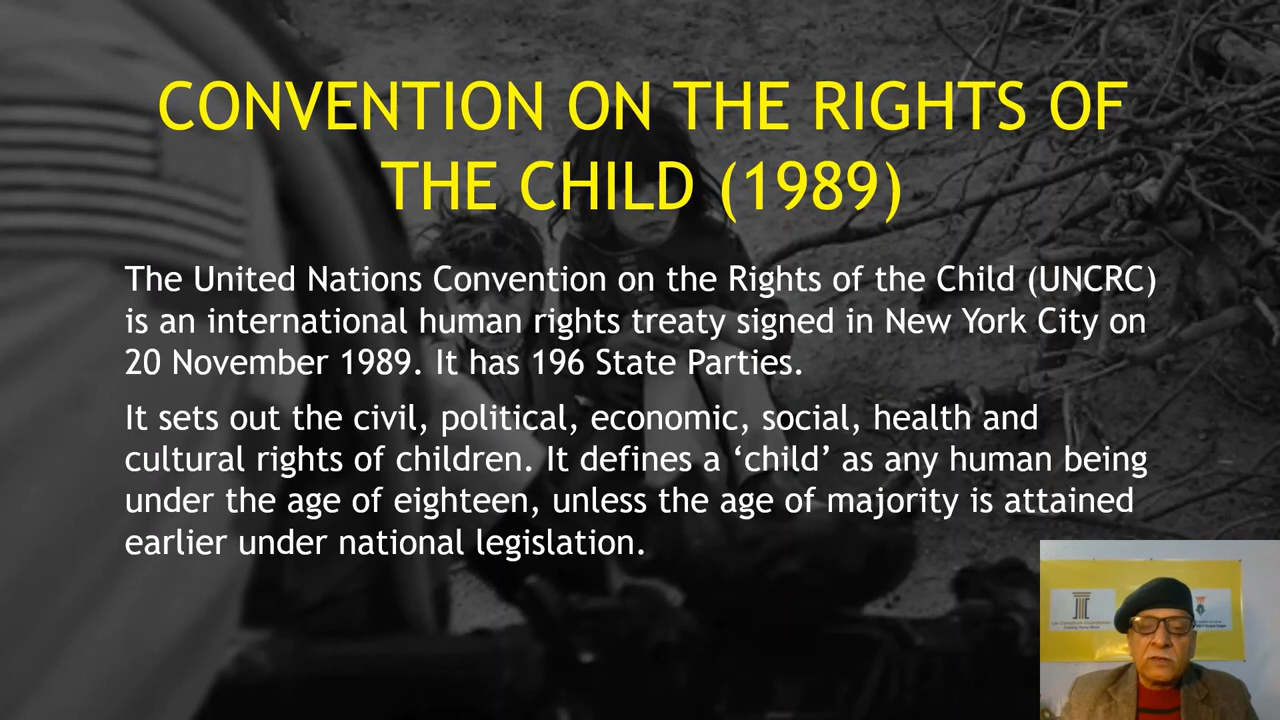 CONVENTION ON THE RIGHTS OF
THE CHILD (1989)
The United Nations Convention on the Rights of the Child (UNCRC)
is an international human rights treaty signed in New York City on
20 November 1989. It has 196 State Parties.
It sets out the civil, political, economic, social, health and
cultural rights of children. It defines a ‘child’ as any human being
under the age of eighteen, unless the age of majority is attained
earlier under national legislation.